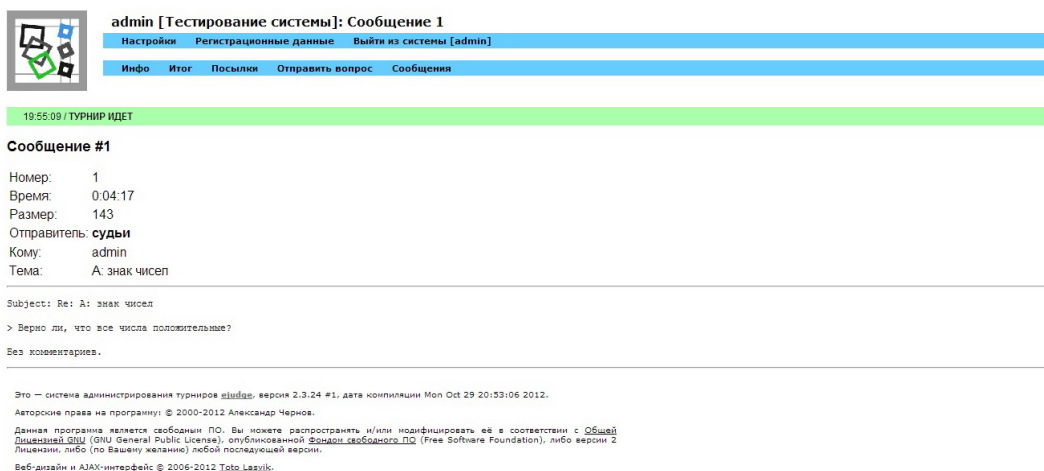 admin [Тестирование системы]: Сообщение 1
Настройки Регистрационные данные Выйти из системы [admin]
Инфо Итог Посылки Отправить вопрос Сообщения
19:55:09 / ТУРНИР ИДЕТ
Сообщение #1
Номер: 1
Время: 0:04:17
Размер: 143
Отправитель: судьи
Кому: admin
Тема: A: знак чисел
Subject: Re: A: знак чисел
> Верно ли, что все числа положительные?
Без комментариев.
Это — система администрирования турниров ejudge, версия 2.3.24 #1, дата компиляции Mon Oct 29 20:53:06 2012.
Авторские права на программу: © 2000-2012 Александр Чернов.
Данная программа является свободным ПО. Вы можете распространять и/или модифицировать её в соответствии с Общей
Лицензией GNU (GNU General Public License), опубликованной Фондом свободного ПО (Free Software Foundation), либо версии 2
Лицензии, либо (по Вашему желанию) любой последующей версии.
Веб-дизайн и AJAX-интерфейс © 2006-2012 Toto Lasvik.